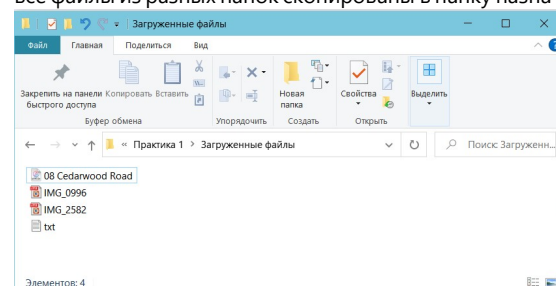 все файлы из разных папок скопированы в папку назна
Загруженные файлы
Файл Главная Поделиться Вид
Закрепить на панели быстрого доступа
Копировать
Вставить
Буфер обмена
Упорядочить
Новая папка
Создать
Свойства
Открыть
Выделить
« Практика 1 > Загруженные файлы
Поиск: Загруженн...
08 Cedarwood Road
IMG_0996
IMG_2582
txt
Элементов: 4